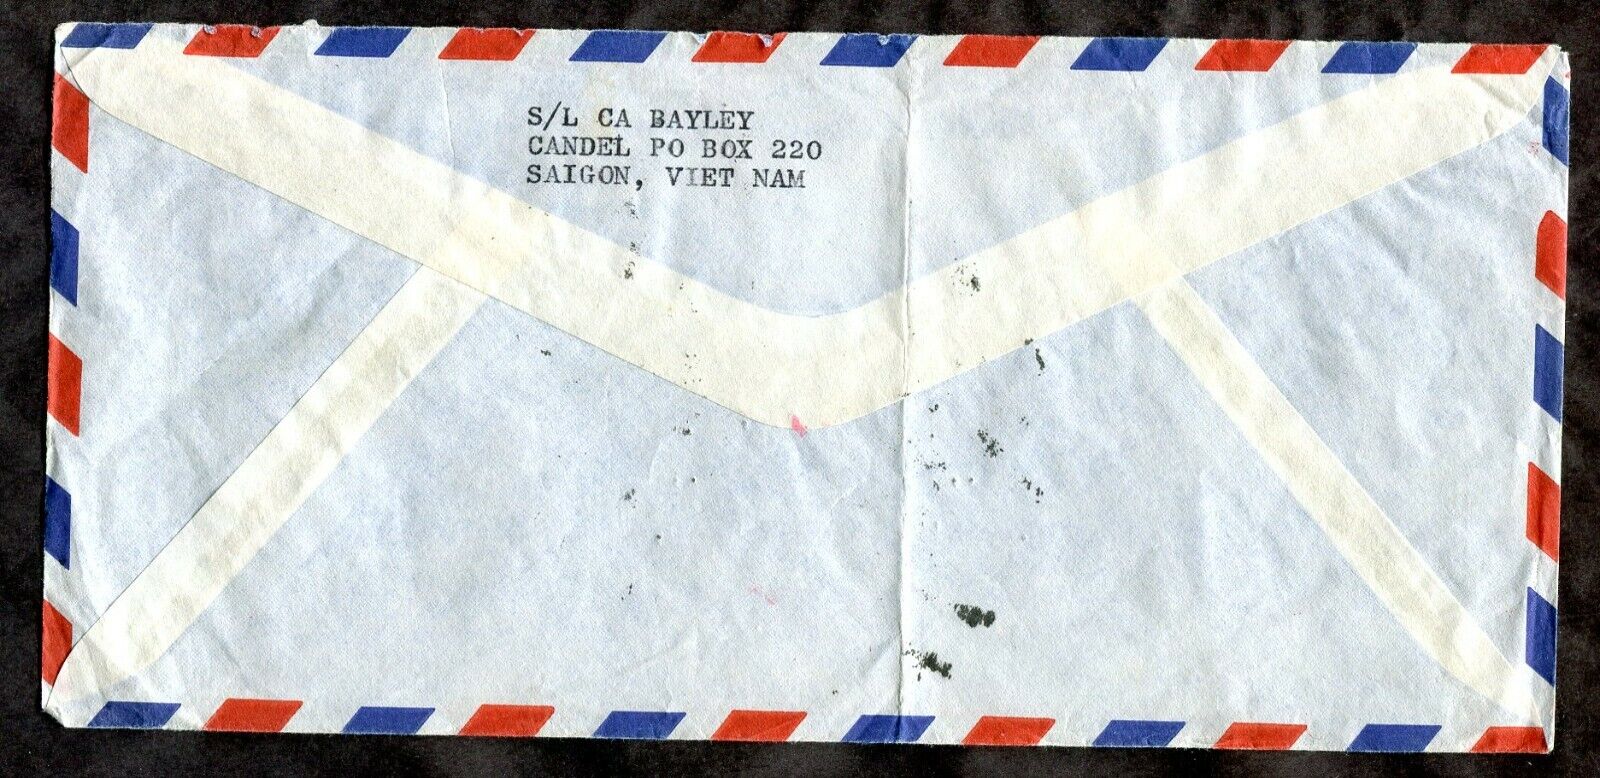 S/L CA BAYLEY
CANDEL PO BOX 220
SAIGON, VIET NAM